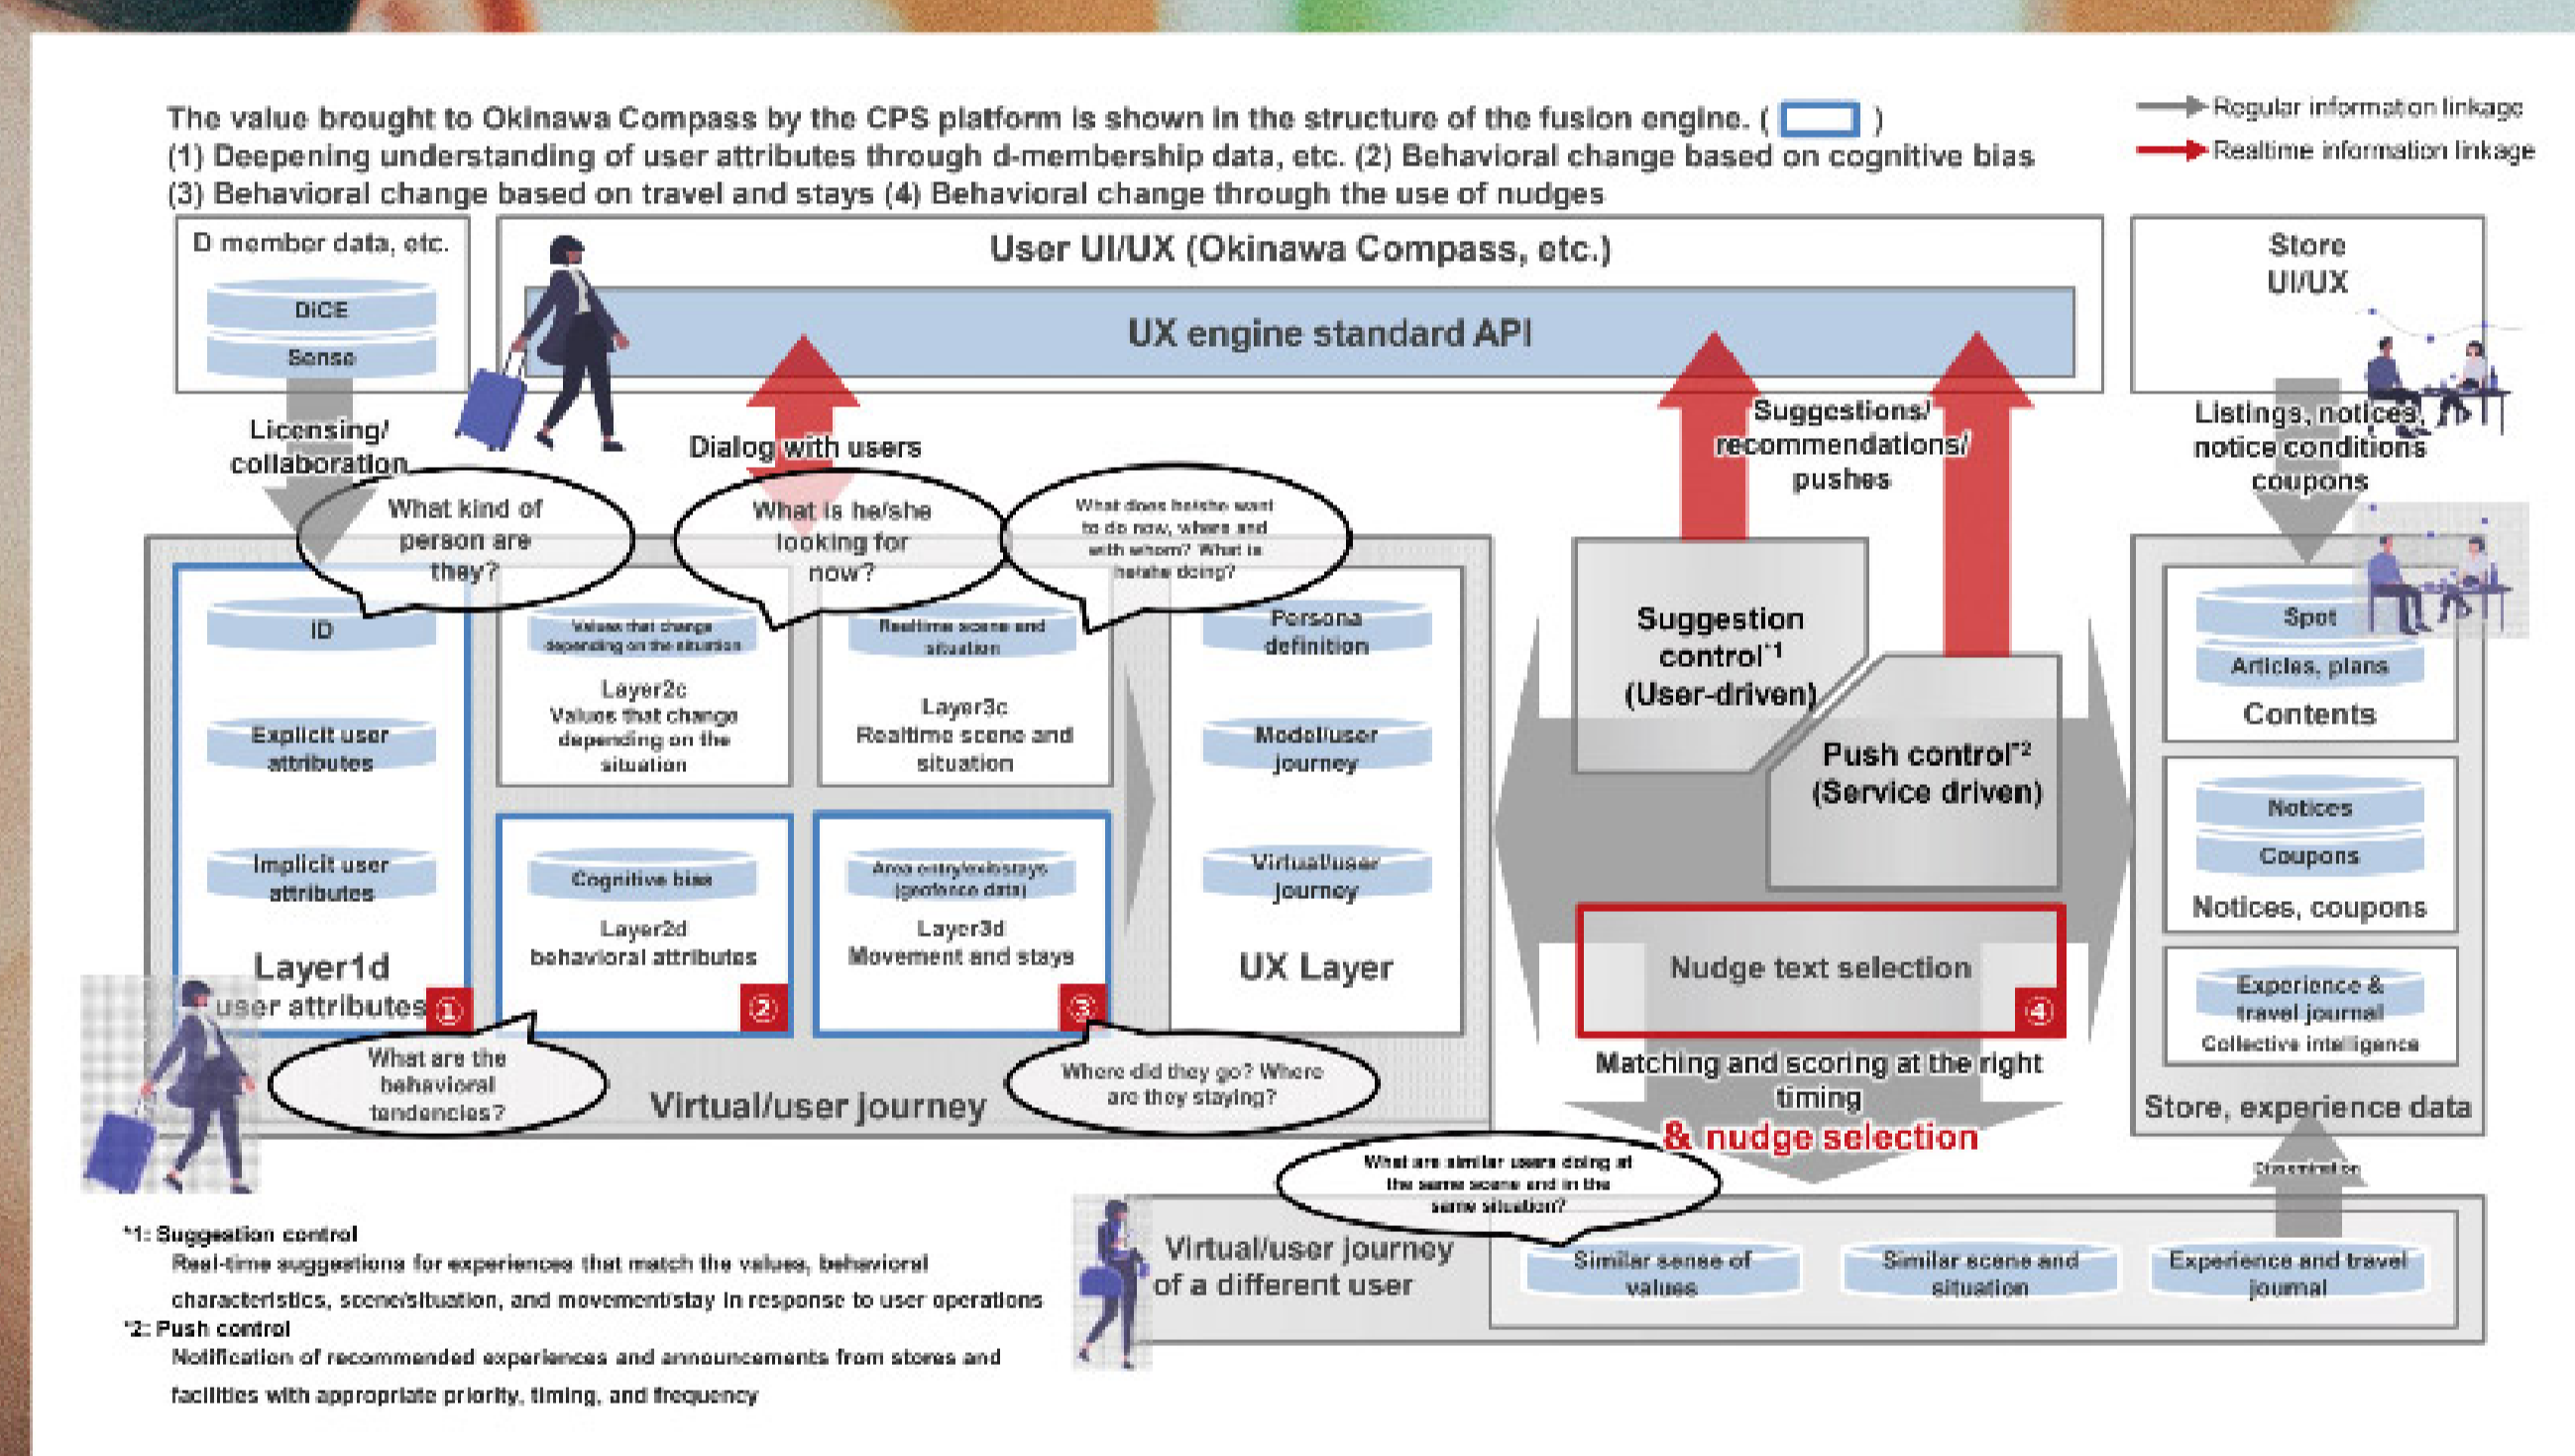 The value brought to Okinawa Compass by the CPS platform is shown in the structure of the fusion engine. ( )
(1) Deepening understanding of user attributes through d-membership data, etc. (2) Behavioral change based on cognitive bias
(3) Behavioral change based on travel and stays (4) Behavioral change through the use of nudges
Regular information linkage
Realtime information linkage
D member data, etc.
DiCE
Sense
User UI/UX (Okinawa Compass, etc.)
UX engine standard API
Store
UI/UX
Licensing/
collaboration
Dialog with users
Suggestions/
recommendations/
pushes
Listings, notices,
notice conditions
coupons
What kind of
person are
they?
What is he/she
looking for
now?
What does he/she want
to do now, where and
with whom? What is
he/she doing?
ID
Explicit user
attributes
Implicit user
attributes
Layer1d
user attributes
①
Values that change
depending on the situation
Layer2c
Values that change
depending on the
situation
Realtime scene and
situation
Layer3c
Realtime scene and
situation
Cognitive bias
Layer2d
behavioral attributes
②
Area entry/exit/stays
(geofence data)
Layer3d
Movement and stays
③
Persona
definition
Model/user
journey
Virtual/user
journey
UX Layer
What are the
behavioral
tendencies?
Virtual/user journey
Where did they go? Where
are they staying?
Suggestion
control*1
(User-driven)
Push control*2
(Service driven)
Nudge text selection
④
Matching and scoring at the right
timing
& nudge selection
Spot
Articles, plans
Contents
Notices
Coupons
Notices, coupons
Experience &
travel journal
Collective intelligence
Store, experience data
Dissemination
What are similar users doing at
the same scene and in the
same situation?
Virtual/user journey
of a different user
Similar sense of
values
Similar scene and
situation
Experience and travel
journal
*1: Suggestion control
Real-time suggestions for experiences that match the values, behavioral
characteristics, scene/situation, and movement/stay in response to user operations
*2: Push control
Notification of recommended experiences and announcements from stores and
facilities with appropriate priority, timing, and frequency